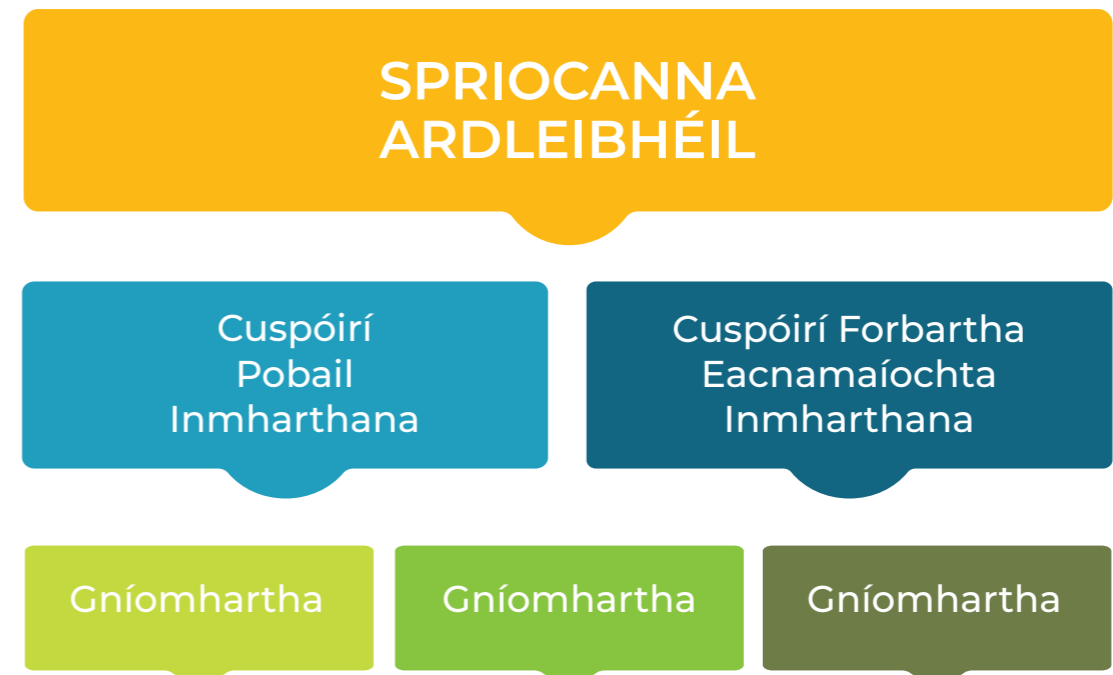 SPRIOCANNA
ARDLEIBHÉIL
Cuspóirí
Pobail
Inmharthana
Cuspóirí Forbartha
Eacnamaíochta
Inmharthana
Gníomhartha
Gníomhartha
Gníomhartha